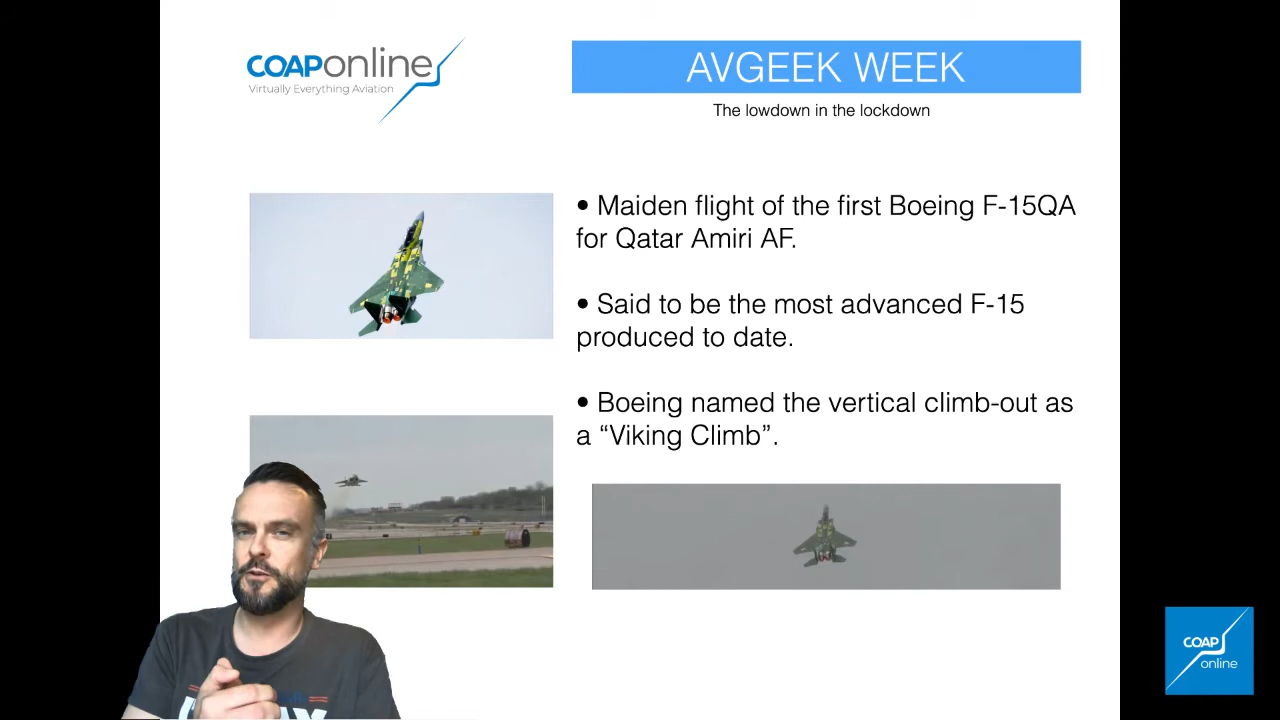 COAPonline
Virtually Everything Aviation
AVGEEK WEEK
The lowdown in the lockdown
• Maiden flight of the first Boeing F-15QA
for Qatar Amiri AF.
• Said to be the most advanced F-15
produced to date.
• Boeing named the vertical climb-out as
a “Viking Climb”.
COAP
online